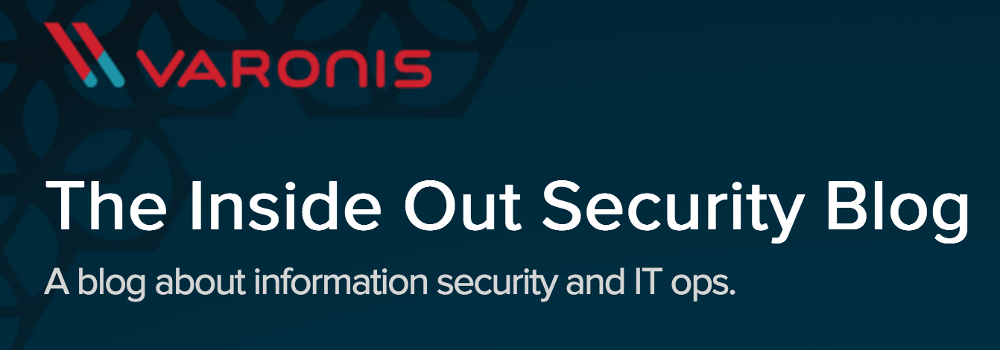 VARONIS
The Inside Out Security Blog
A blog about information security and IT ops.